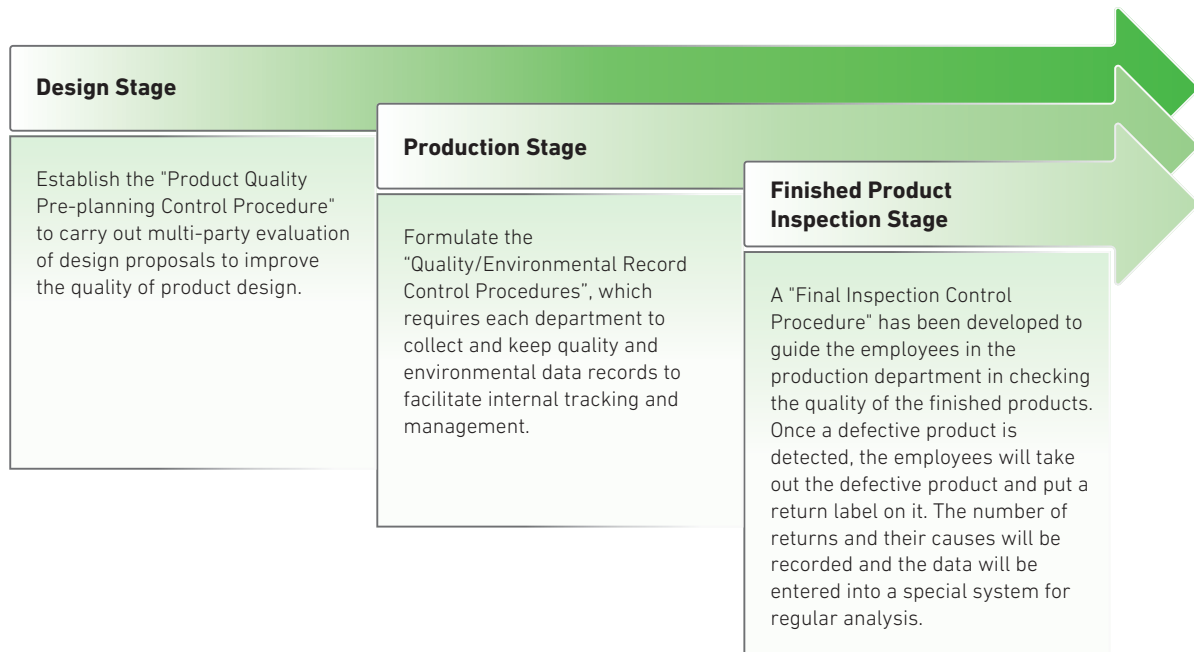 Design Stage
Establish the "Product Quality
Pre-planning Control Procedure"
to carry out multi-party evaluation
of design proposals to improve
the quality of product design.
Production Stage
Formulate the
“Quality/Environmental Record
Control Procedures”, which
requires each department to
collect and keep quality and
environmental data records to
facilitate internal tracking and
management.
Finished Product
Inspection Stage
A "Final Inspection Control
Procedure" has been developed to
guide the employees in the
production department in checking
the quality of the finished products.
Once a defective product is
detected, the employees will take
out the defective product and put a
return label on it. The number of
returns and their causes will be
recorded and the data will be
entered into a special system for
regular analysis.